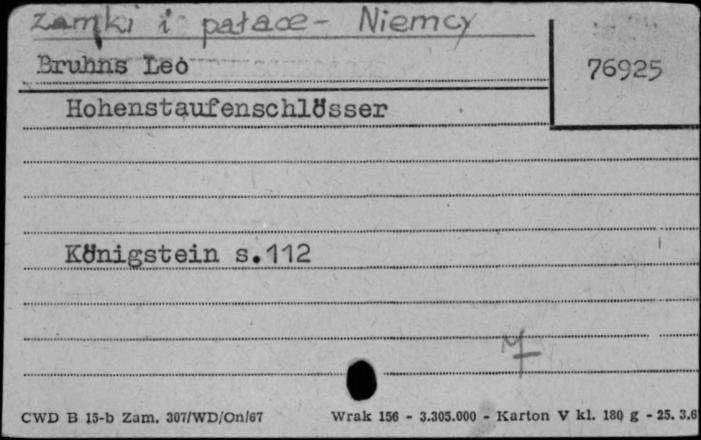 Zamki i pałace - Niemcy
Bruhns Leo
76925
Hohenstaufenschlösser
Königstein s.112
CWD B 15-b Zam. 307/WD/On/67 Wrak 156 - 3.305.000 - Karton V kl. 180 g - 25. 3.6